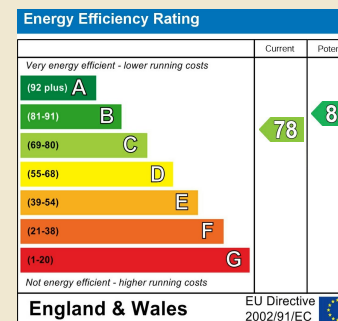 Energy Efficiency Rating
Current
Very energy efficient - lower running costs
(92 plus) A
(81-91) B
(69-80) C
78
(55-68) D
(39-54) E
(21-38) F
(1-20) G
Not energy efficient - higher running costs
England & Wales
EU Directive
2002/91/EC